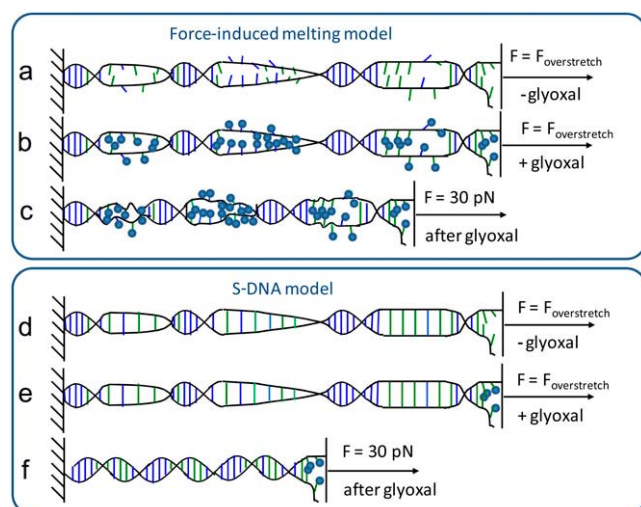 Force-induced melting model
a
F = Foverstretch
-glyoxal
b
F = Foverstretch
+ glyoxal
c
F = 30 pN
after glyoxal
S-DNA model
d
F = Foverstretch
-glyoxal
e
F = Foverstretch
+ glyoxal
f
F = 30 pN
after glyoxal